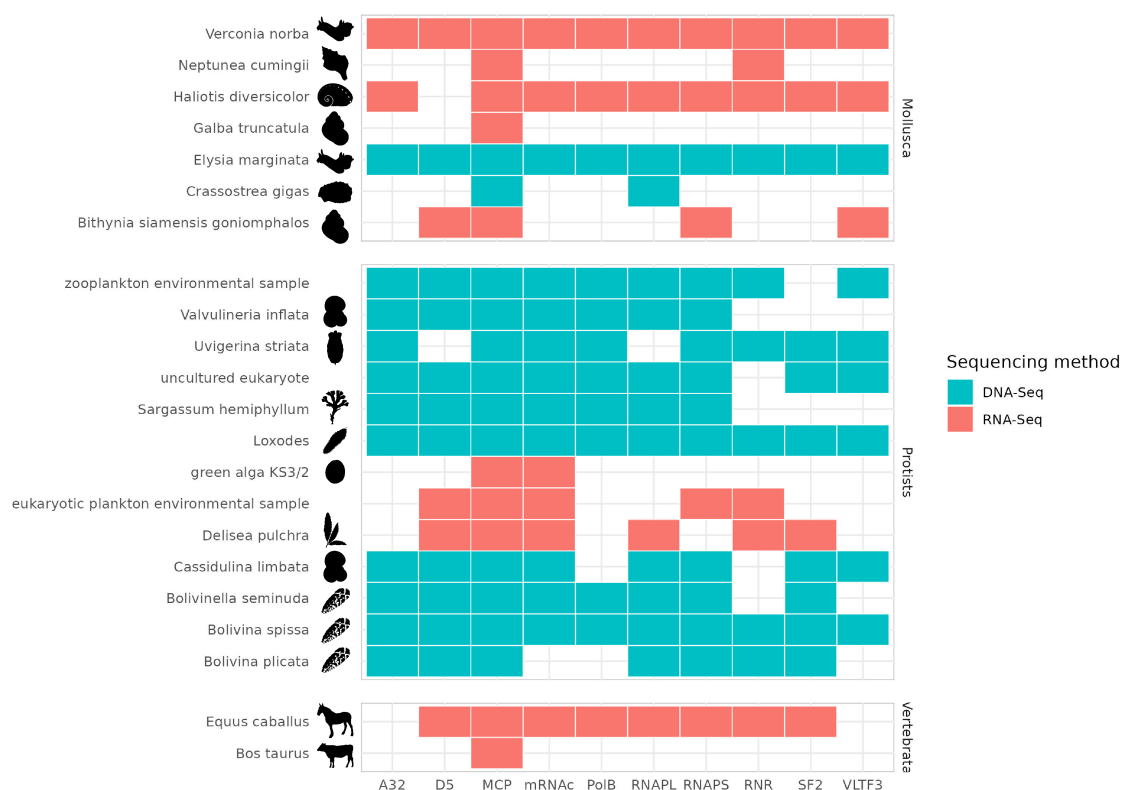 Verconia norba
Neptunea cumingii
Haliotis diversicolor
Galba truncatula
Elysia marginata
Crassostrea gigas
Bithynia siamensis goniomphalos
Mollusca
zooplankton environmental sample
Valvulineria inflata
Uvigerina striata
uncultured eukaryote
Sargassum hemiphyllum
Loxodes
green alga KS3/2
eukaryotic plankton environmental sample
Delisea pulchra
Cassidulina limbata
Bolivinella seminuda
Bolivina spissa
Bolivina plicata
Protists
Equus caballus
Bos taurus
Vertebrata
A32 D5 MCP mRNAc PolB RNAPL RNAPS RNR SF2 VLTF3
Sequencing method
DNA-Seq
RNA-Seq